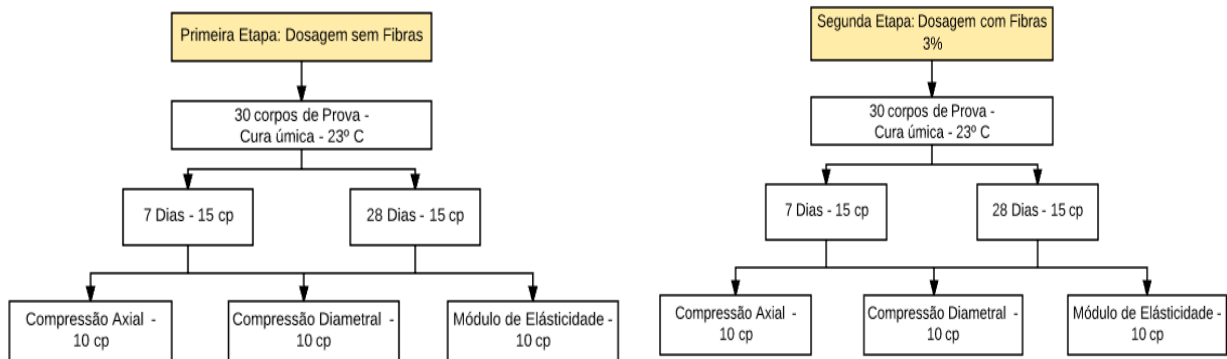 Primeira Etapa: Dosagem sem Fibras
30 corpos de Prova -
Cura úmica - 23º C
7 Dias - 15 cp
28 Dias - 15 cp
Compressão Axial -
10 cp
Compressão Diametral -
10 cp
Módulo de Elásticidade -
10 cp
Segunda Etapa: Dosagem com Fibras
3%
30 corpos de Prova -
Cura úmica - 23º C
7 Dias - 15 cp
28 Dias - 15 cp
Compressão Axial -
10 cp
Compressão Diametral -
10 cp
Módulo de Elásticidade -
10 cp